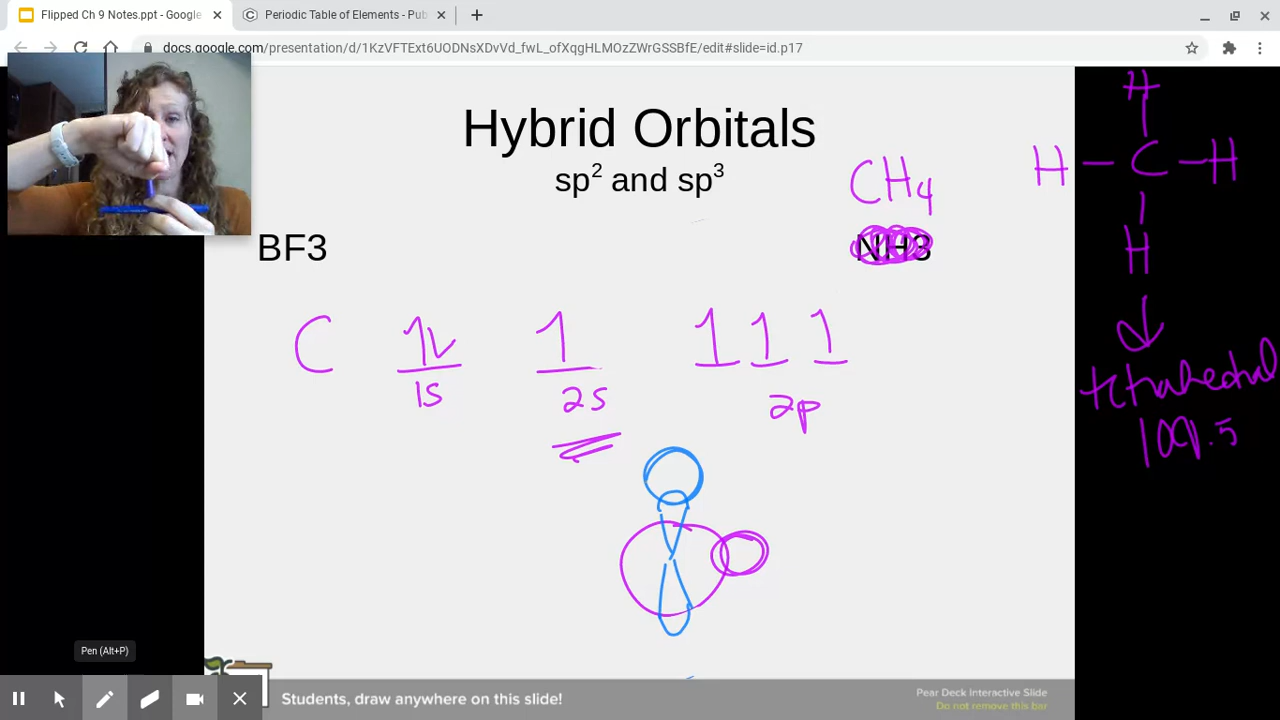 Flipped Ch 9 Notes.ppt - Google
Periodic Table of Elements - Pub
docs.google.com/presentation/d/1KzVFTExt6UODNsXDvVd_fwL_ofXqgHLMOzZWrGSSBfE/edit#slide=id.p17
Hybrid Orbitals
sp² and sp³
CH4
BF3
NH3
C 1s 2s 2p
H
H - C - H
H
tetrahedral
109.5
Pen (Alt+P)
Students, draw anywhere on this slide!
Pear Deck Interactive Slide
Do not remove this bar